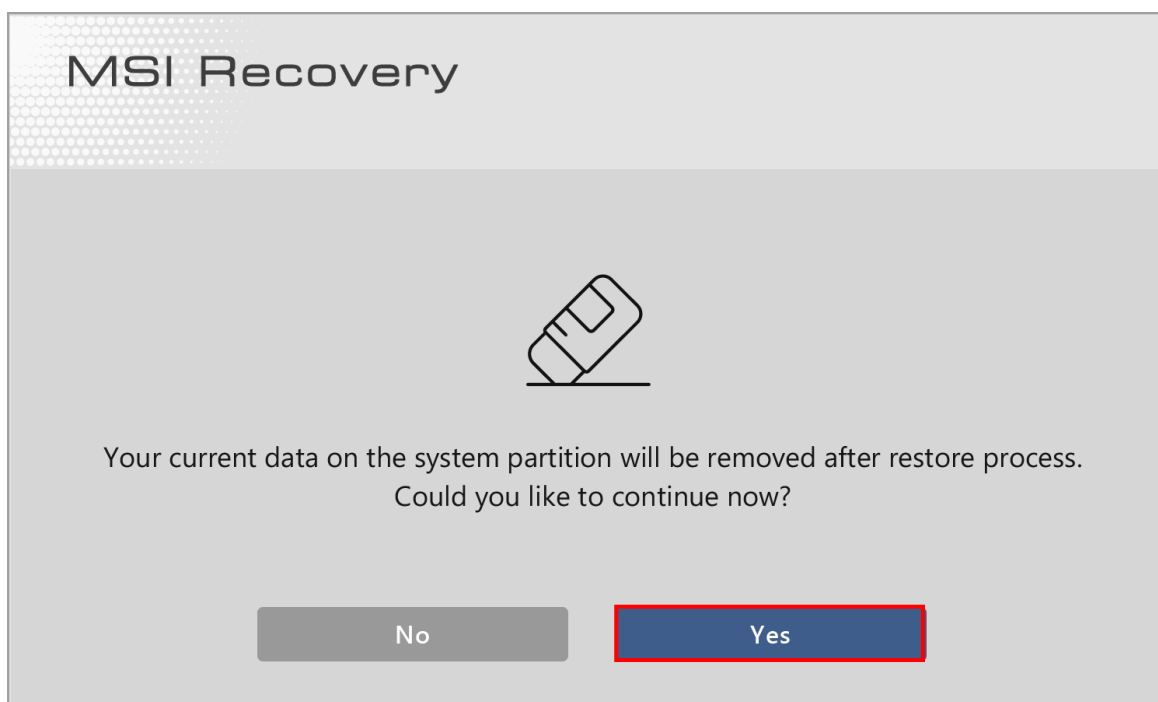 MSI Recovery
Your current data on the system partition will be removed after restore process.
Could you like to continue now?
No
Yes